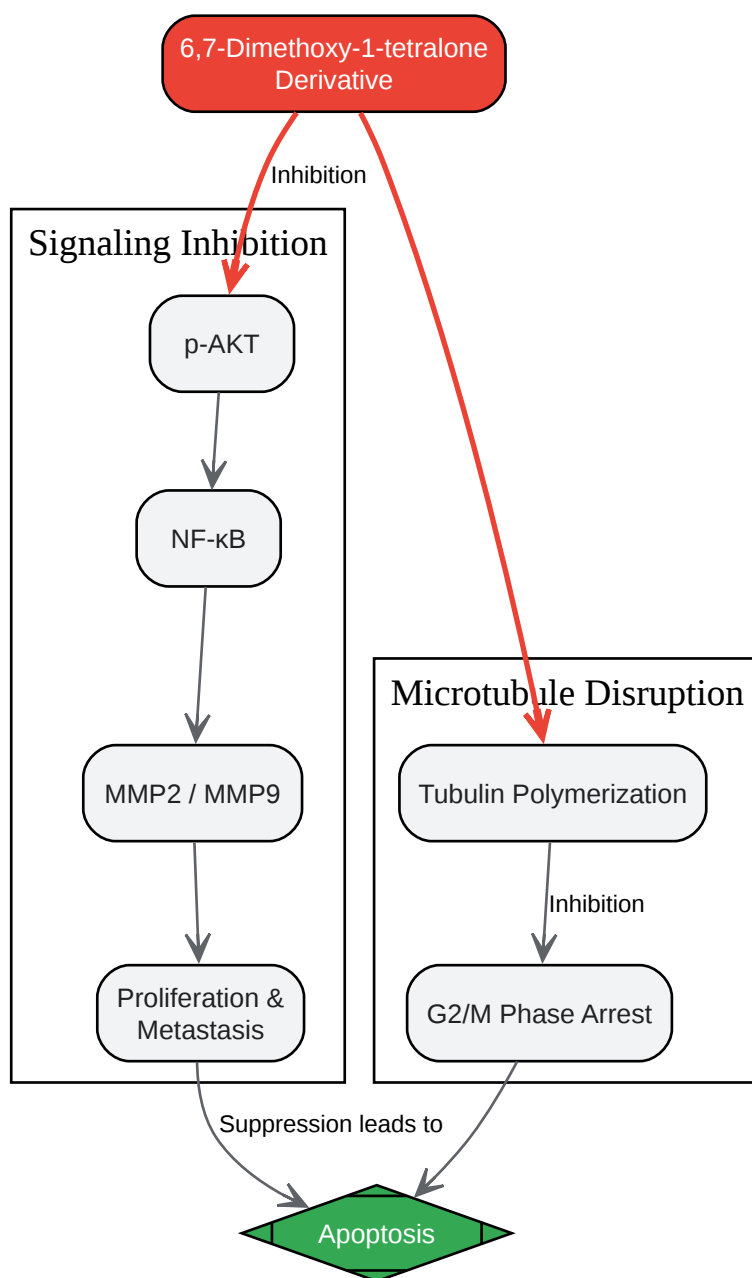 6,7-Dimethoxy-1-tetralone
Derivative
Inhibition
Signaling Inhibition
p-AKT
NF-κB
MMP2 / MMP9
Proliferation &
Metastasis
Microtubule Disruption
Tubulin Polymerization
Inhibition
G2/M Phase Arrest
Suppression leads to
Apoptosis